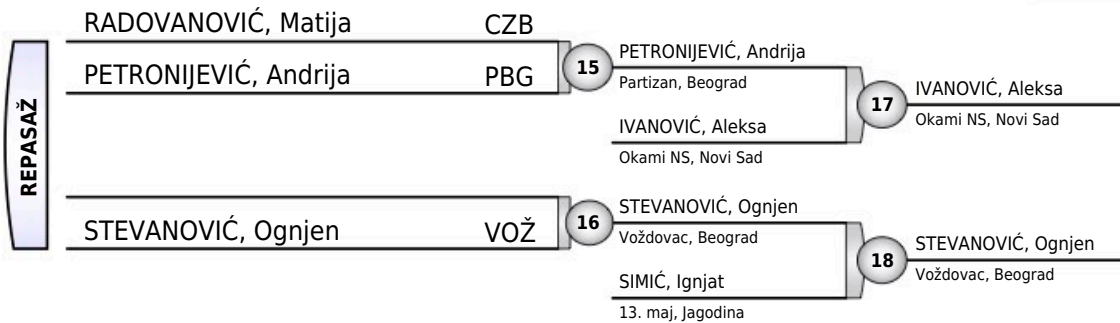 RADOVANOVIĆ, Matija CZB
PETRONIJEVIĆ, Andrija PBG
REPASAŽ
15
PETRONIJEVIĆ, Andrija
Partizan, Beograd
IVANOVIĆ, Aleksa
Okami NS, Novi Sad
17
IVANOVIĆ, Aleksa
Okami NS, Novi Sad
STEVANOVIĆ, Ognjen VOŽ
16
STEVANOVIĆ, Ognjen
Voždovac, Beograd
SIMIĆ, Ignjat
13. maj, Jagodina
18
STEVANOVIĆ, Ognjen
Voždovac, Beograd